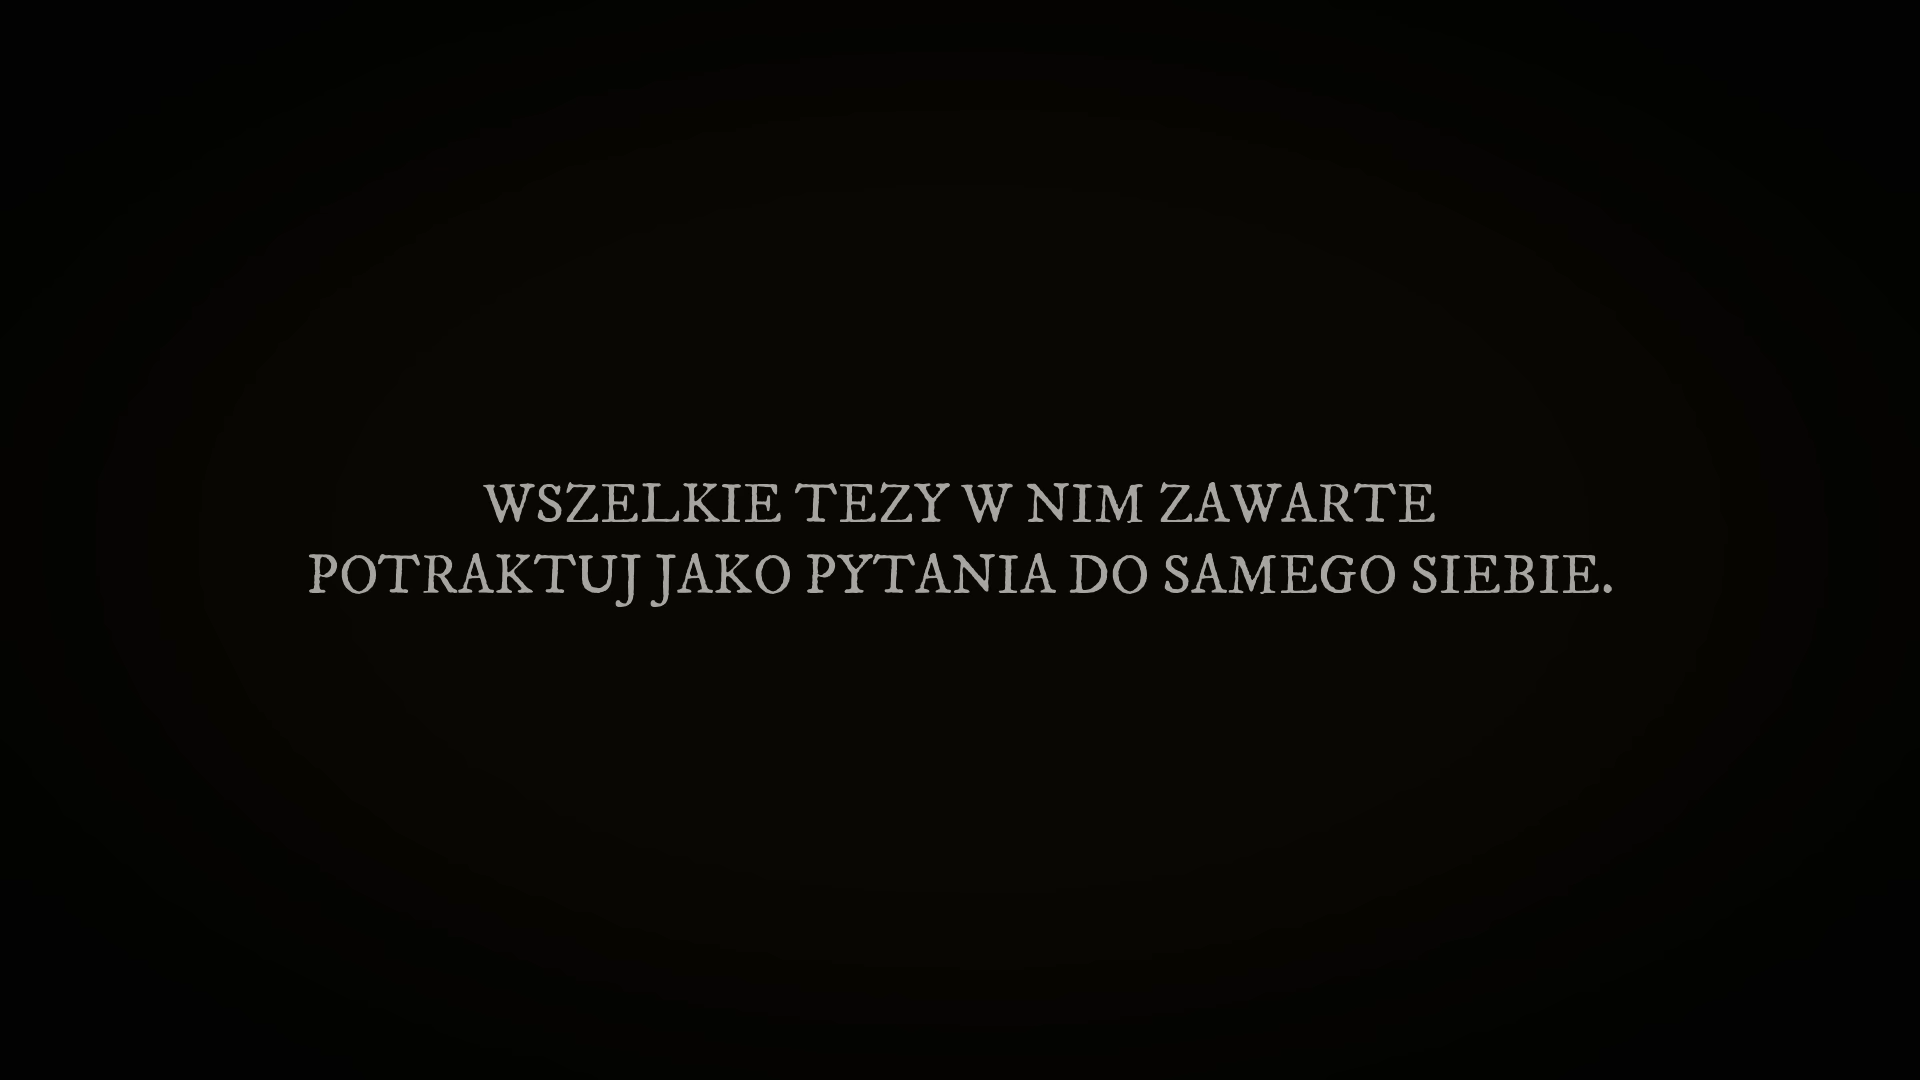 WSZELKIE TEZY W NIM ZAWARTE
POTRAKTUJ JAKO PYTANIA DO SAMEGO SIEBIE.